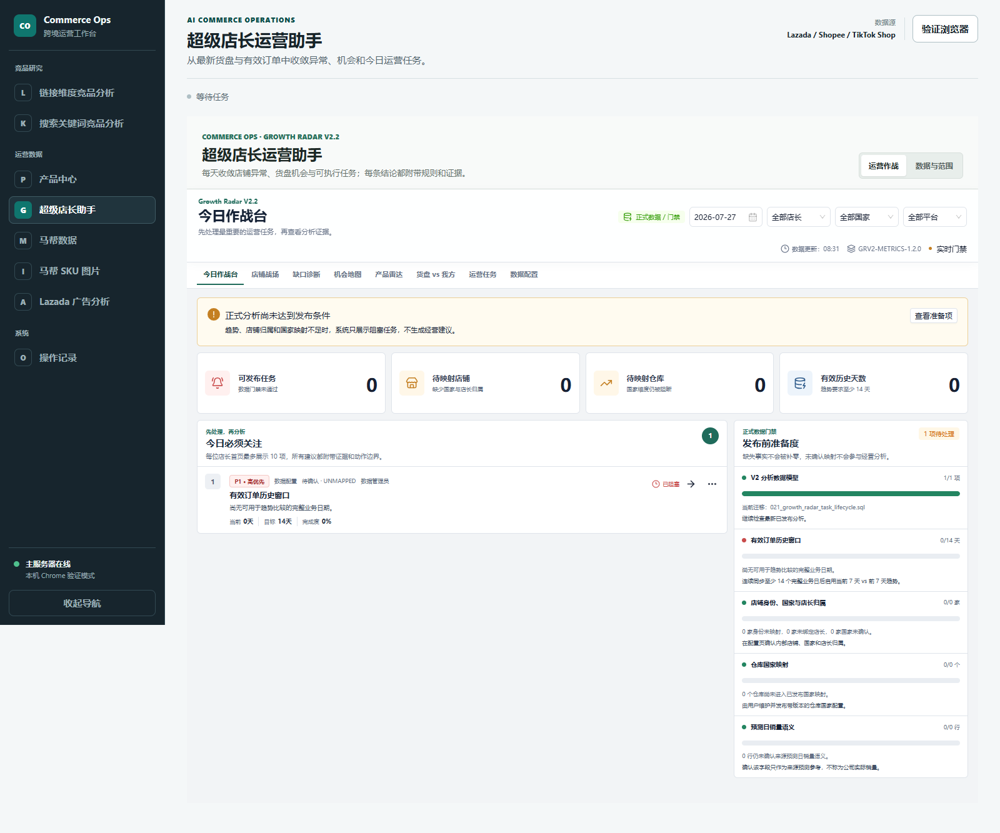 CO
Commerce Ops
跨境运营工作台
竞品研究
L 链接维度竞品分析
K 搜索关键词竞品分析
运营数据
P 产品中心
G 超级店长助手
M 马帮数据
I 马帮 SKU 图片
A Lazada 广告分析
系统
O 操作记录
主服务器在线
本机 Chrome 验证模式
收起导航
AI COMMERCE OPERATIONS
超级店长运营助手
从最新货盘与有效订单中收敛异常、机会和今日运营任务。
数据源
Lazada / Shopee / TikTok Shop
验证浏览器
等待任务
COMMERCE OPS · GROWTH RADAR V2.2
超级店长运营助手
每天收敛店铺异常、货盘机会与可执行任务；每条结论都附带规则和证据。
运营作战 数据与范围
Growth Radar V2.2
今日作战台
先处理最重要的运营任务，再查看分析证据。
正式数据 / 门禁 2026-07-27 全部店长 全部国家 全部平台
数据更新：08:31 GRV2-METRICS-1.2.0 实时门禁
今日作战台 店铺战场 缺口诊断 机会地图 产品雷达 货盘 vs 我方 运营任务 数据配置
正式分析尚未达到发布条件
趋势、店铺归属和国家映射不足时，系统只展示阻塞任务，不生成经营建议。
查看准备项
可发布任务
数据门禁未通过
0
待映射店铺
缺少国家与店长归属
0
待映射仓库
国家维度仍被阻断
0
有效历史天数
趋势要求至少 14 天
0
先处理，再分析
今日必须关注
每位店长首页最多展示 10 项，所有建议都附带证据和动作边界。
1
1
P1 • 高优先 数据配置 待确认 · UNMAPPED 数据管理员
有效订单历史窗口
尚无可用于趋势比较的完整业务日期。
当前 0天 目标 14天 完成度 0%
已阻塞
正式数据门禁
发布前准备度
缺失事实不会被补零，未确认映射不会参与经营分析。
1 项待处理
V2 分析数据模型 1/1 项
当前迁移：021_growth_radar_task_lifecycle.sql
继续检查最新已发布分析。
有效订单历史窗口 0/14 天
尚无可用于趋势比较的完整业务日期。
连续同步至少 14 个完整业务日后启用当前 7 天 vs 前 7 天趋势。
店铺身份、国家与店长归属 0/0 家
0 家身份未映射，0 家未绑定店长，0 家国家未确认。
在配置页确认内部店铺、国家和店长归属。
仓库国家映射 0/0 个
0 个仓库尚未进入已发布国家映射。
由用户维护并发布带版本的仓库国家配置。
预测日销量语义 0/0 行
0 行仍未确认来源预测日销量语义。
确认该字段只作为来源预测参考，不称为公司实际销量。